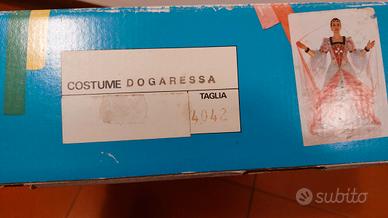 COSTUME DOGARESSA
TAGLIA
4042
subito